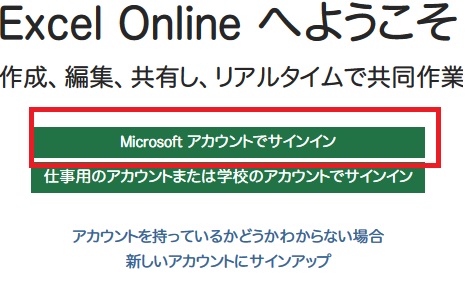 Excel Online へようこそ
作成、編集、共有し、リアルタイムで共同作業
Microsoft アカウントでサインイン
仕事用のアカウントまたは学校のアカウントでサインイン
アカウントを持っているかどうかわからない場合
新しいアカウントにサインアップ